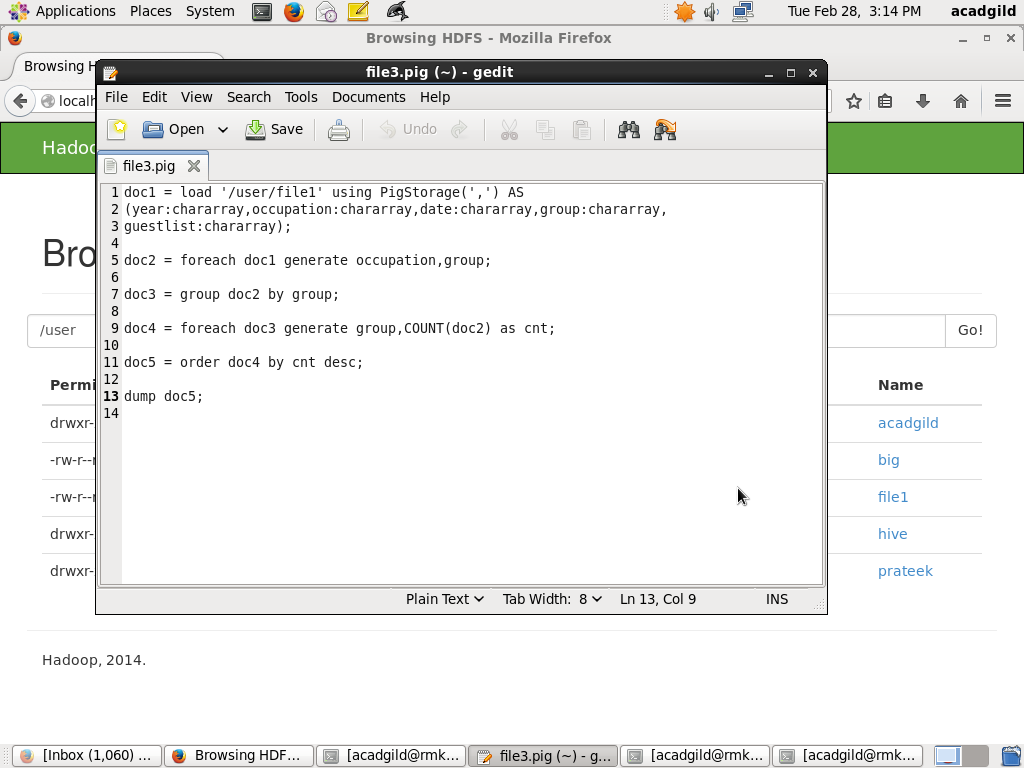 Applications Places System Tue Feb 28, 3:14 PM acadgild
Browsing HDFS - Mozilla Firefox
Browsing H
file3.pig (~) - gedit
File Edit View Search Tools Documents Help
localh
Open Save Undo
Hadoo
file3.pig
1 doc1 = load '/user/file1' using PigStorage(',') AS
2 (year:chararray,occupation:chararray,date:chararray,group:chararray,
3 guestlist:chararray);
4
5 doc2 = foreach doc1 generate occupation,group;
6
7 doc3 = group doc2 by group;
8
9 doc4 = foreach doc3 generate group,COUNT(doc2) as cnt;
10
11 doc5 = order doc4 by cnt desc;
12
13 dump doc5;
14
Bro
/user Go!
Permi Name
drwxr- acadgild
-rw-r--r big
-rw-r--r file1
drwxr- hive
drwxr- prateek
Plain Text Tab Width: 8 Ln 13, Col 9 INS
Hadoop, 2014.
[Inbox (1,060) ... Browsing HDF... [acadgild@rmk... file3.pig (~) - g... [acadgild@rmk... [acadgild@rmk...